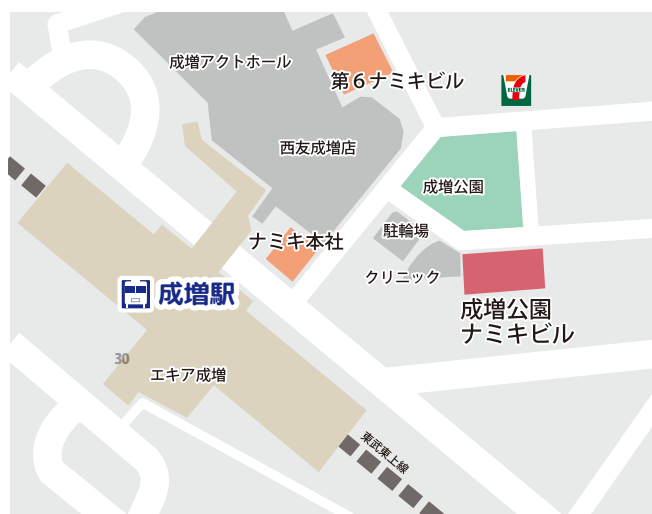 成増アクトホール
第６ナミキビル
7
ELEVEN
西友成増店
成増公園
駐輪場
ナミキ本社
クリニック
成増駅
成増公園
ナミキビル
30
エキア成増
東武東上線